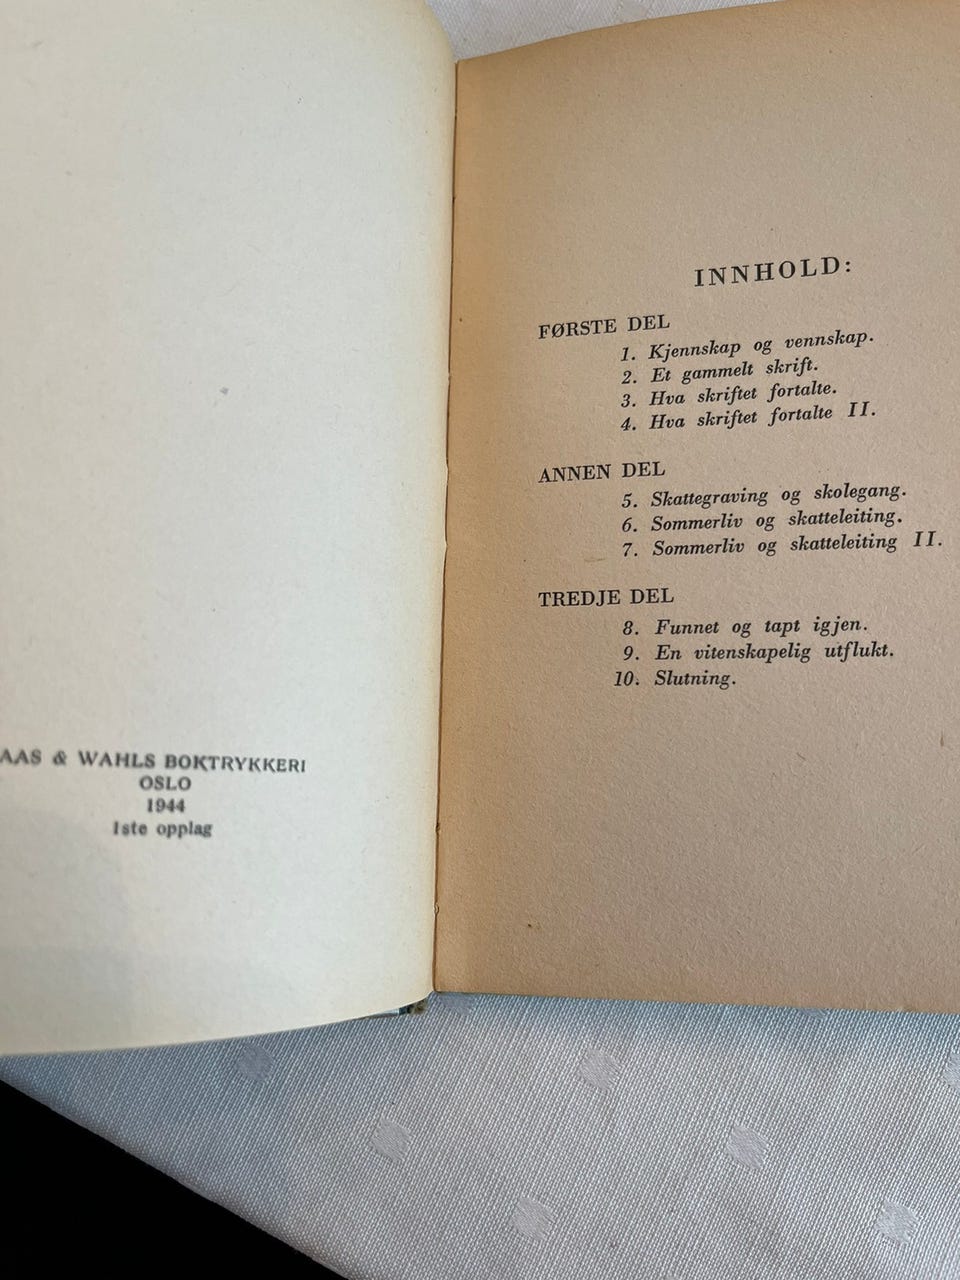 AAS & WAHLS BOKTRYKKERI
OSLO
1944
1ste opplag
INNHOLD:
FØRSTE DEL
1. Kjennskap og vennskap.
2. Et gammelt skrift.
3. Hva skriftet fortalte.
4. Hva skriftet fortalte II.
ANNEN DEL
5. Skattegraving og skolegang.
6. Sommerliv og skatteleiting.
7. Sommerliv og skatteleiting II.
TREDJE DEL
8. Funnet og tapt igjen.
9. En vitenskapelig utflukt.
10. Slutning.